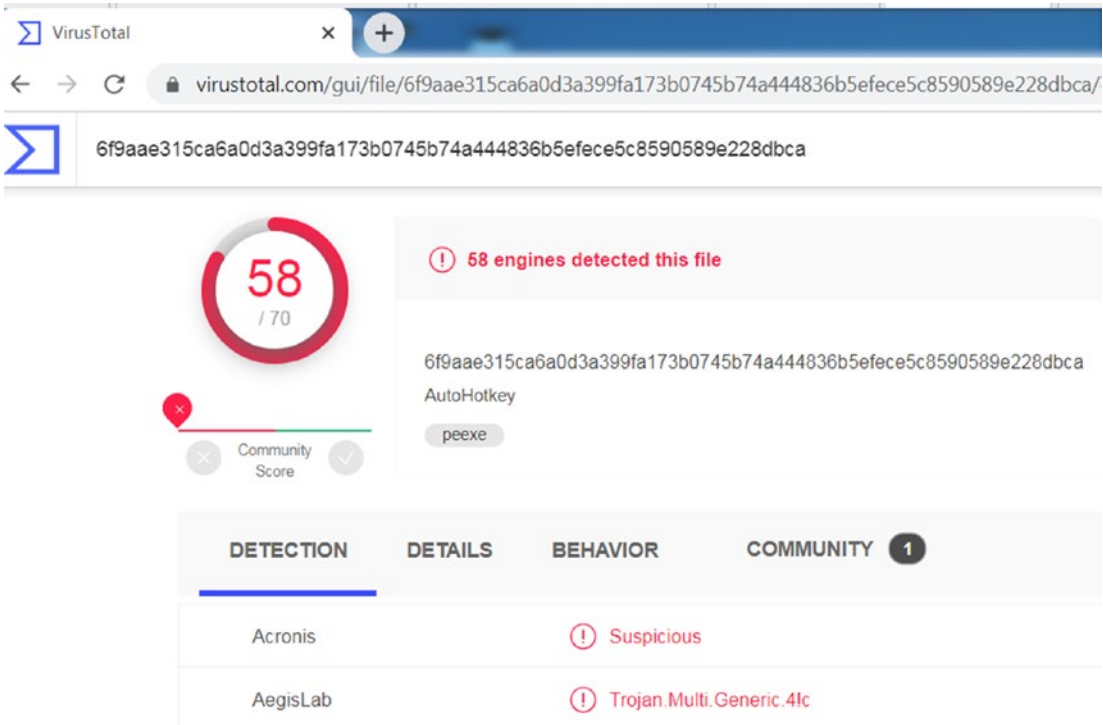 VirusTotal
virustotal.com/gui/file/6f9aae315ca6a0d3a399fa173b0745b74a444836b5efece5c8590589e228dbca/
6f9aae315ca6a0d3a399fa173b0745b74a444836b5efece5c8590589e228dbca
58
/ 70
58 engines detected this file
6f9aae315ca6a0d3a399fa173b0745b74a444836b5efece5c8590589e228dbca
AutoHotkey
peexe
Community
Score
DETECTION DETAILS BEHAVIOR COMMUNITY 1
Acronis Suspicious
AegisLab Trojan.Multi.Generic.4!c